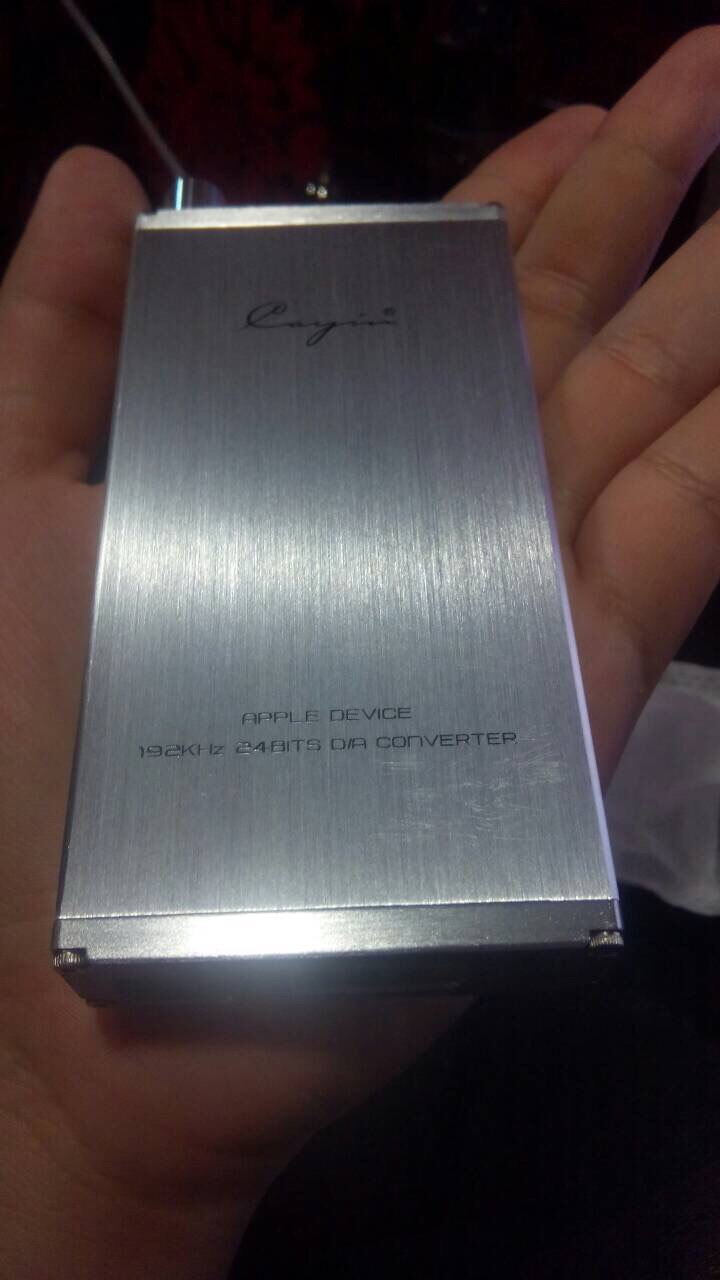 Cayin®
APPLE DEVICE
192KHz 24BITS D/A CONVERTER